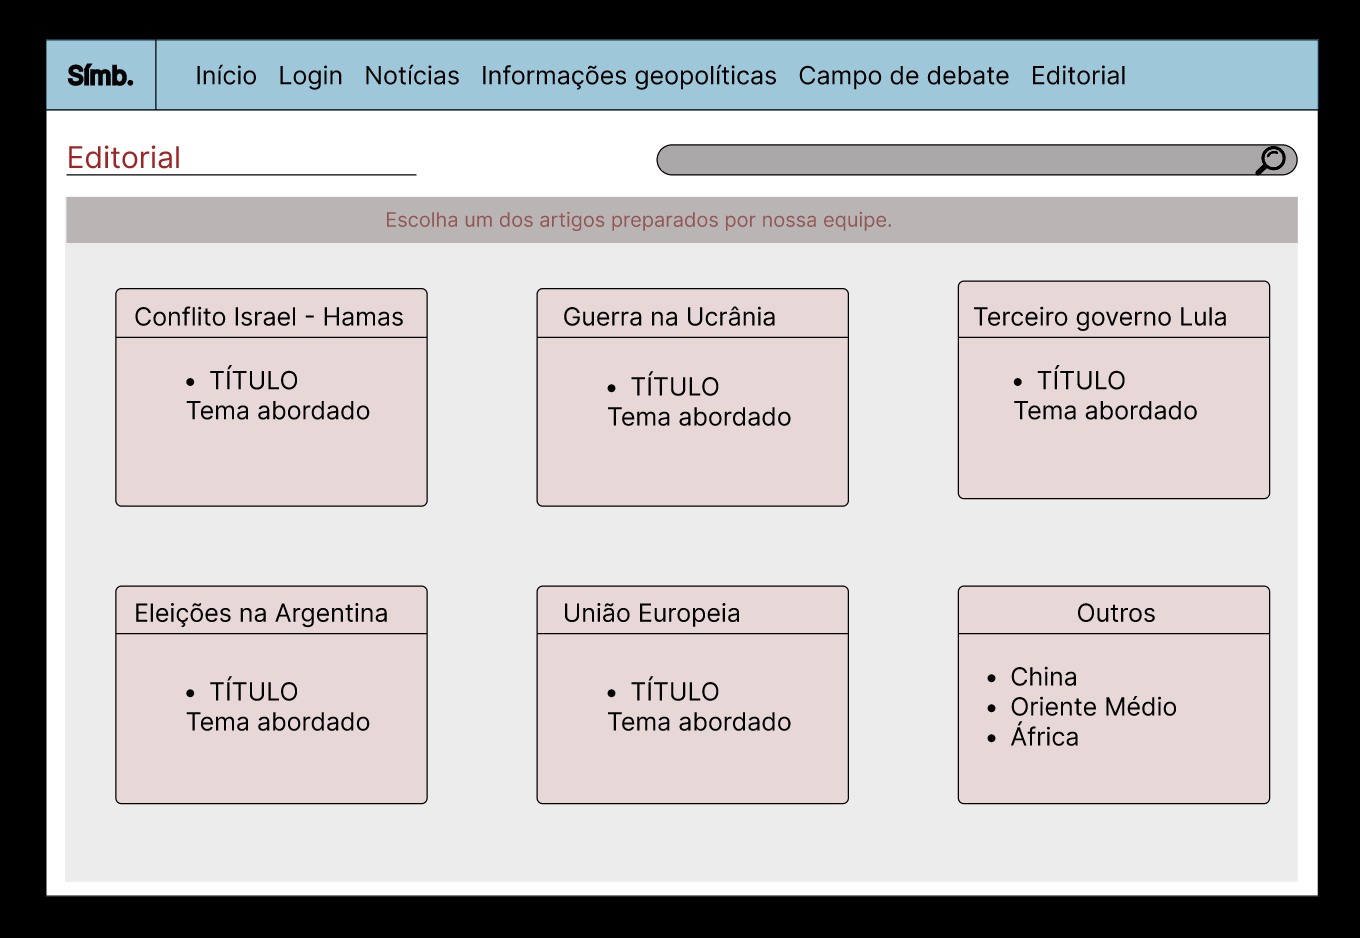 Símb.
Início Login Notícias Informações geopolíticas Campo de debate Editorial
Editorial
Escolha um dos artigos preparados por nossa equipe.
Conflito Israel - Hamas
• TÍTULO
Tema abordado
Guerra na Ucrânia
• TÍTULO
Tema abordado
Terceiro governo Lula
• TÍTULO
Tema abordado
Eleições na Argentina
• TÍTULO
Tema abordado
União Europeia
• TÍTULO
Tema abordado
Outros
• China
• Oriente Médio
• África